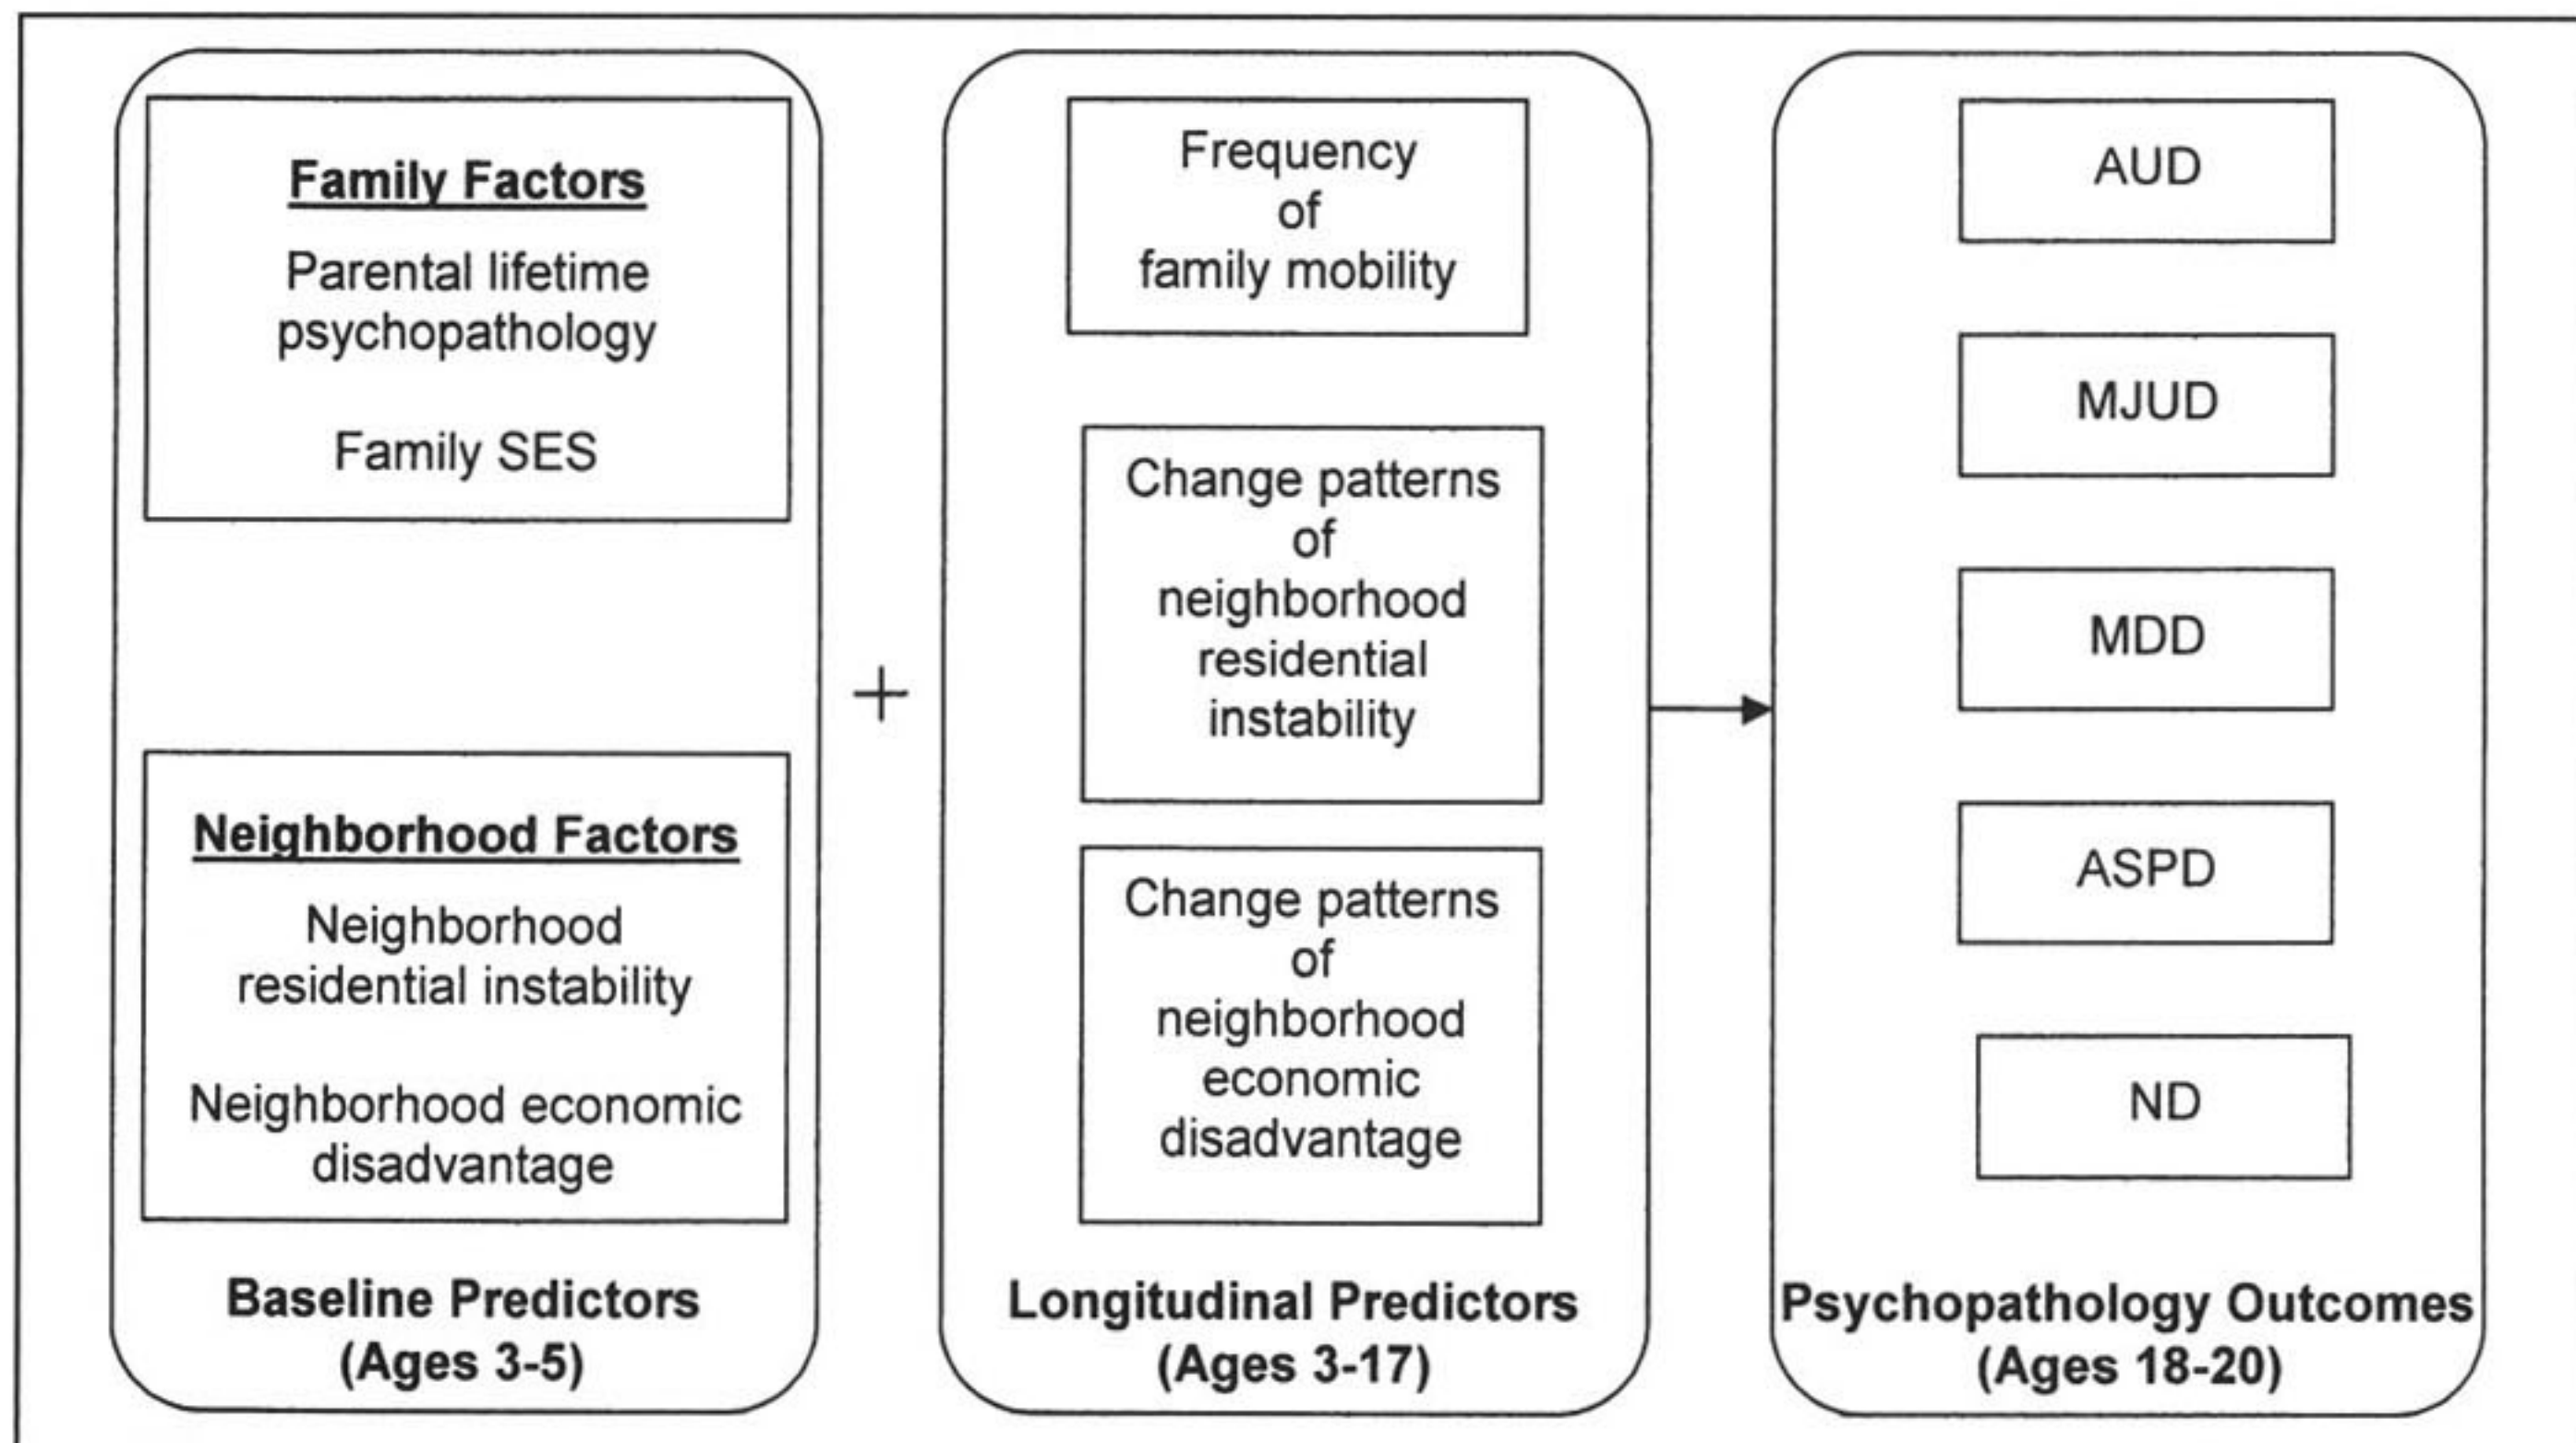 Family Factors
Parental lifetime
psychopathology
Family SES
Neighborhood Factors
Neighborhood
residential instability
Neighborhood economic
disadvantage
Baseline Predictors
(Ages 3-5)
+
Frequency
of
family mobility
Change patterns
of
neighborhood
residential
instability
Change patterns
of
neighborhood
economic
disadvantage
Longitudinal Predictors
(Ages 3-17)
AUD
MJUD
MDD
ASPD
ND
Psychopathology Outcomes
(Ages 18-20)